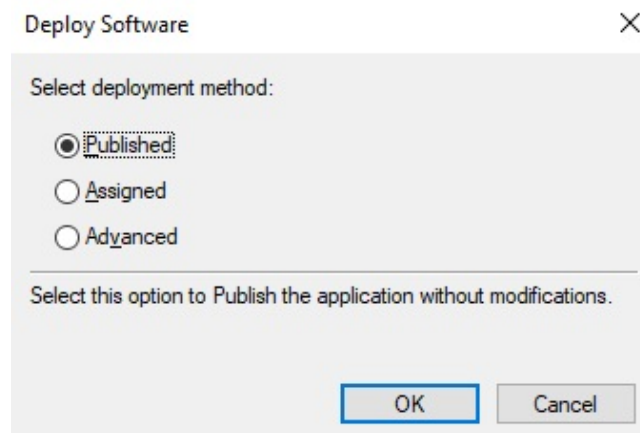 Deploy Software
Select deployment method:
Published
Assigned
Advanced
Select this option to Publish the application without modifications.
OK Cancel